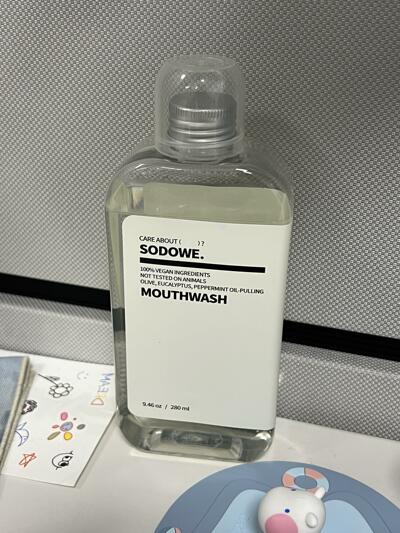 CARE ABOUT (      ) ?
SODOWE.
100% VEGAN INGREDIENTS
NOT TESTED ON ANIMALS
OLIVE, EUCALYPTUS, PEPPERMINT OIL-PULLING
MOUTHWASH
9.46 oz / 280 ml
DREAM